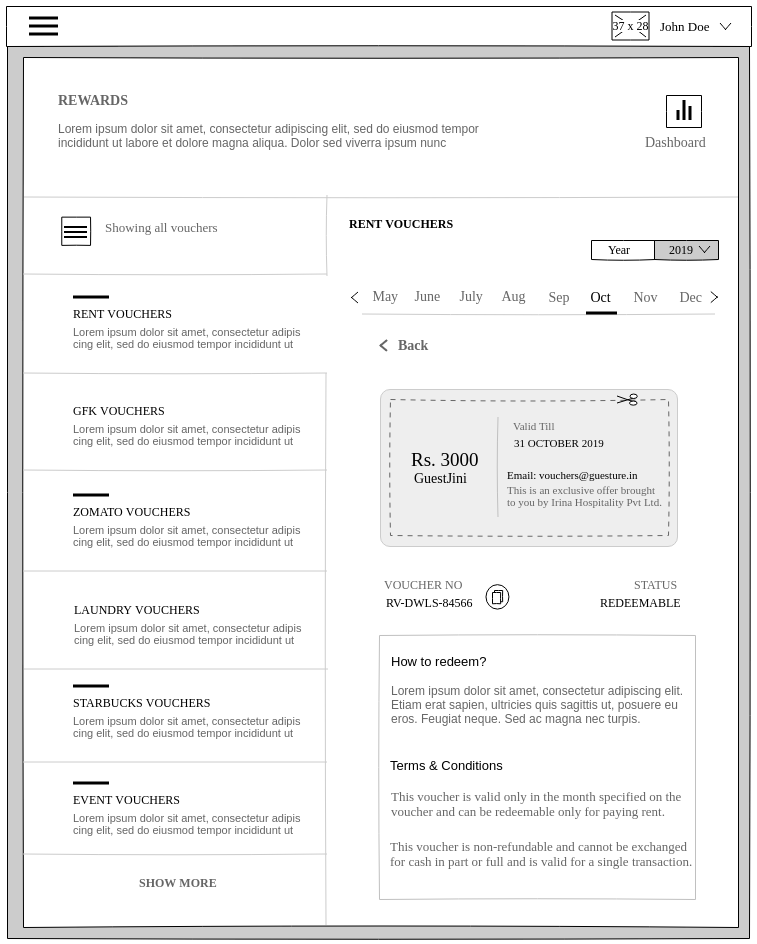 37 x 28
John Doe
REWARDS
Lorem ipsum dolor sit amet, consectetur adipiscing elit, sed do eiusmod tempor
incididunt ut labore et dolore magna aliqua. Dolor sed viverra ipsum nunc
Dashboard
Showing all vouchers
RENT VOUCHERS
Lorem ipsum dolor sit amet, consectetur adipis
cing elit, sed do eiusmod tempor incididunt ut
GFK VOUCHERS
Lorem ipsum dolor sit amet, consectetur adipis
cing elit, sed do eiusmod tempor incididunt ut
ZOMATO VOUCHERS
Lorem ipsum dolor sit amet, consectetur adipis
cing elit, sed do eiusmod tempor incididunt ut
LAUNDRY VOUCHERS
Lorem ipsum dolor sit amet, consectetur adipis
cing elit, sed do eiusmod tempor incididunt ut
STARBUCKS VOUCHERS
Lorem ipsum dolor sit amet, consectetur adipis
cing elit, sed do eiusmod tempor incididunt ut
EVENT VOUCHERS
Lorem ipsum dolor sit amet, consectetur adipis
cing elit, sed do eiusmod tempor incididunt ut
SHOW MORE
RENT VOUCHERS
Year 2019
May June July Aug Sep Oct Nov Dec
Back
Rs. 3000
GuestJini
Valid Till
31 OCTOBER 2019
Email: vouchers@guesture.in
This is an exclusive offer brought
to you by Irina Hospitality Pvt Ltd.
VOUCHER NO
RV-DWLS-84566
STATUS
REDEEMABLE
How to redeem?
Lorem ipsum dolor sit amet, consectetur adipiscing elit.
Etiam erat sapien, ultricies quis sagittis ut, posuere eu
eros. Feugiat neque. Sed ac magna nec turpis.
Terms & Conditions
This voucher is valid only in the month specified on the
voucher and can be redeemable only for paying rent.
This voucher is non-refundable and cannot be exchanged
for cash in part or full and is valid for a single transaction.